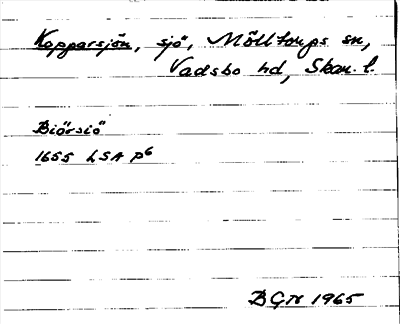 Kopparsjön, sjö, Mölltorps sn,
Vadsbo hd, Skar. l.
Biörsiö
1655 LSA P6
BGN 1965